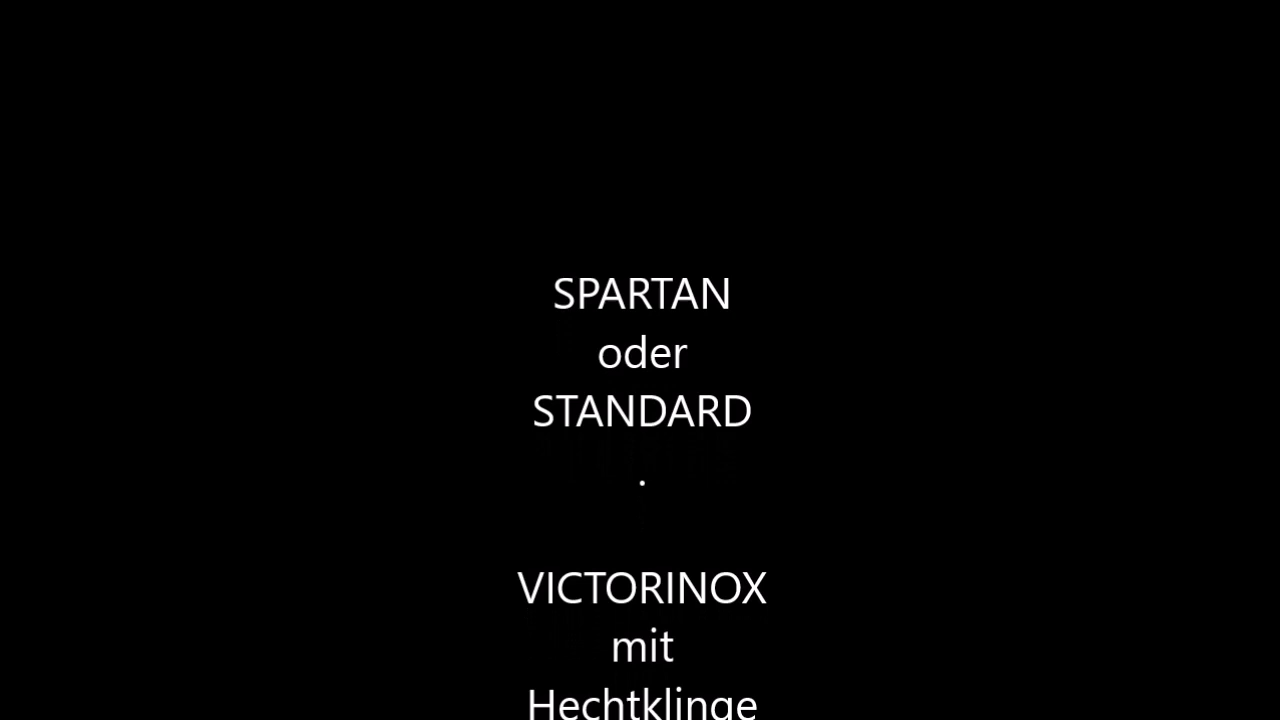 SPARTAN
oder
STANDARD
.
VICTORINOX
mit
Hechtklinge